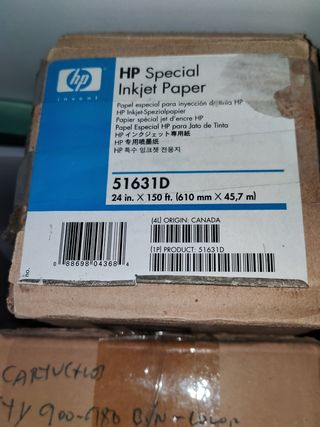 hp
invent
HP Special
Inkjet Paper
Papel especial para inyección de tinta HP
HP Inkjet-Spezialpapier
Papier spécial jet d'encre HP
Papel Especial HP para Jato de Tinta
HP インクジェット専用紙
HP 专用喷墨纸
HP 특수 잉크젯 전용지
51631D
24 in. X 150 ft. (610 mm X 45,7 m)
(4L) ORIGIN: CANADA
(1P) PRODUCT: 51631D
0 88698 04368 4
CARTUCHOS